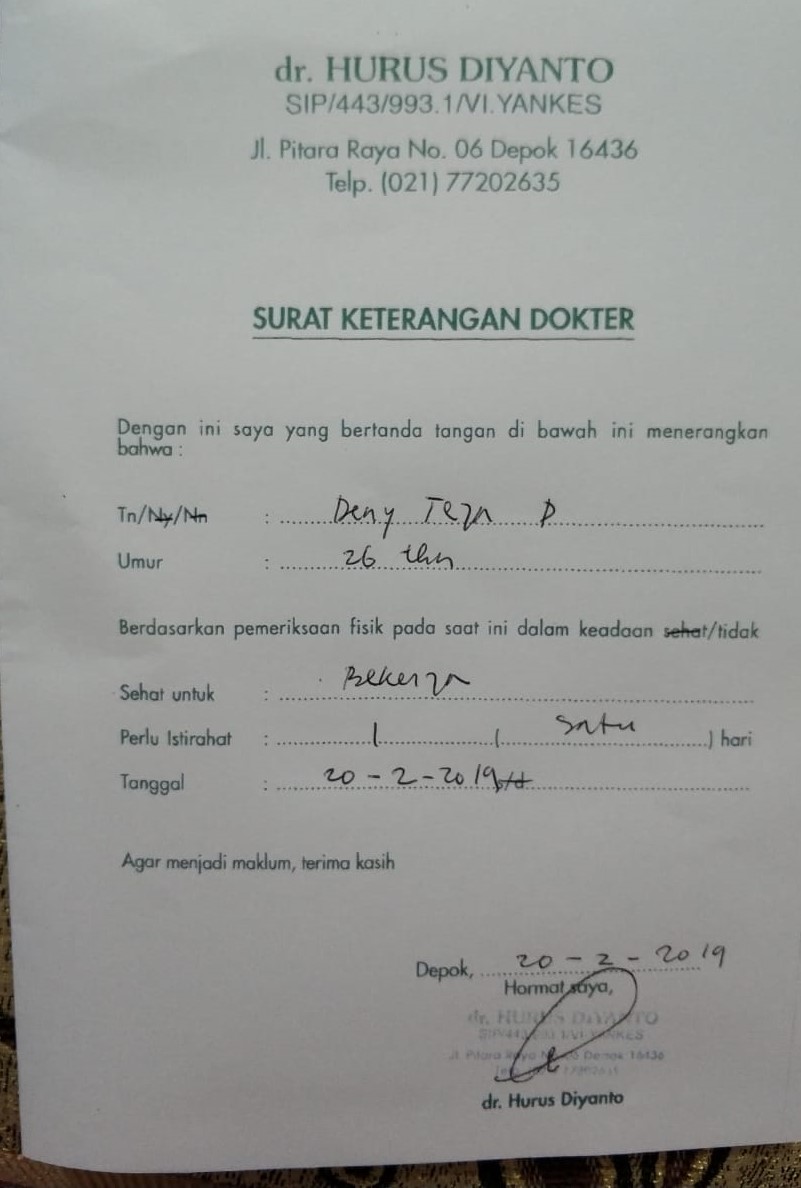 dr. HURUS DIYANTO
SIP/443/993.1/VI.YANKES
Jl. Pitara Raya No. 06 Depok 16436
Telp. (021) 77202635
SURAT KETERANGAN DOKTER
Dengan ini saya yang bertanda tangan di bawah ini menerangkan
bahwa :
Tn/Ny/Nn : Deny Teza P
Umur : 26 thn
Berdasarkan pemeriksaan fisik pada saat ini dalam keadaan sehat/tidak
Sehat untuk : Bekerja
Perlu Istirahat : 1 ( satu ) hari
Tanggal : 20-2-2019
Agar menjadi maklum, terima kasih
Depok, 20-2-2019
Hormat saya,
dr. HURUS DIYANTO
SIP/443/993.1/VI.YANKES
Jl. Pitara Raya No. 06 Depok 16436
dr. Hurus Diyanto